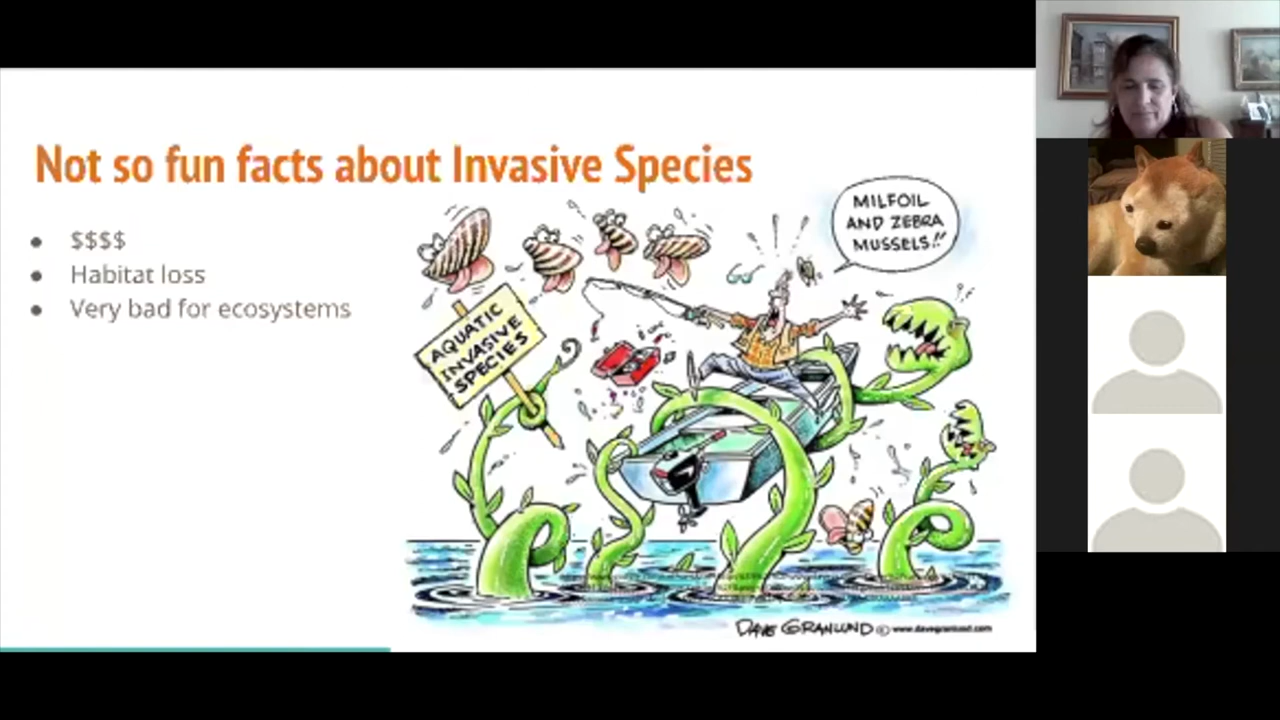 Not so fun facts about Invasive Species
$$$$
Habitat loss
Very bad for ecosystems
MILFOIL
AND ZEBRA
MUSSELS!!
AQUATIC
INVASIVE
SPECIES
DAVE GRANLUND © www.davegranlund.com